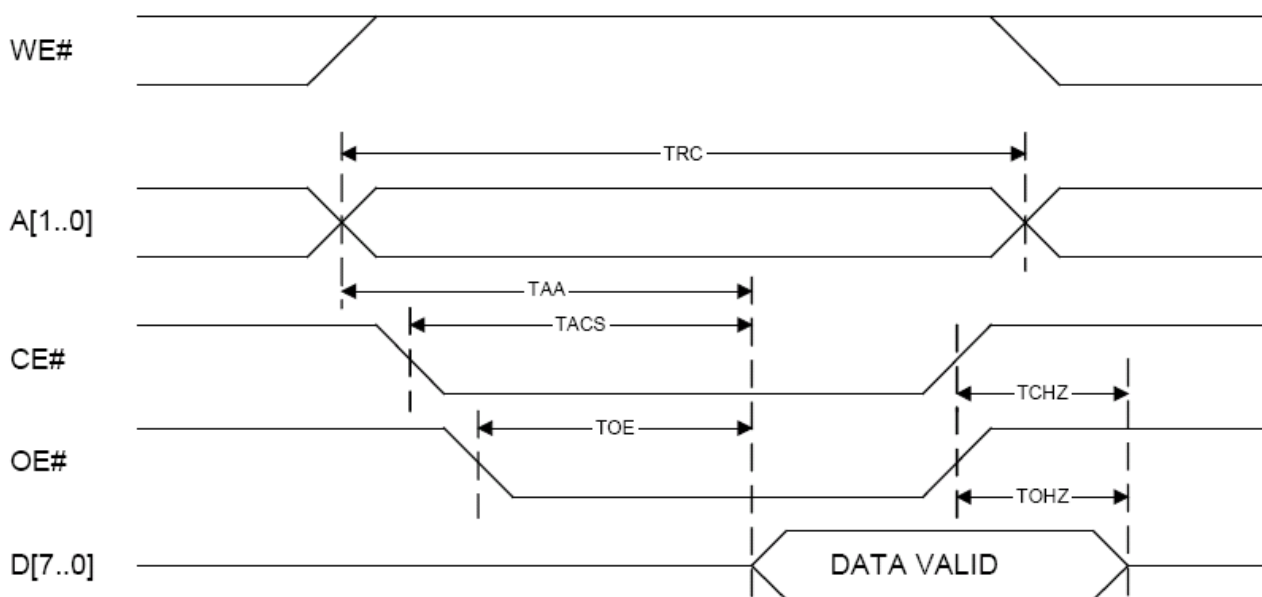 WE#
TRC
A[1..0]
TAA
TACS
CE#
TCHZ
TOE
OE#
TOHZ
D[7..0] DATA VALID